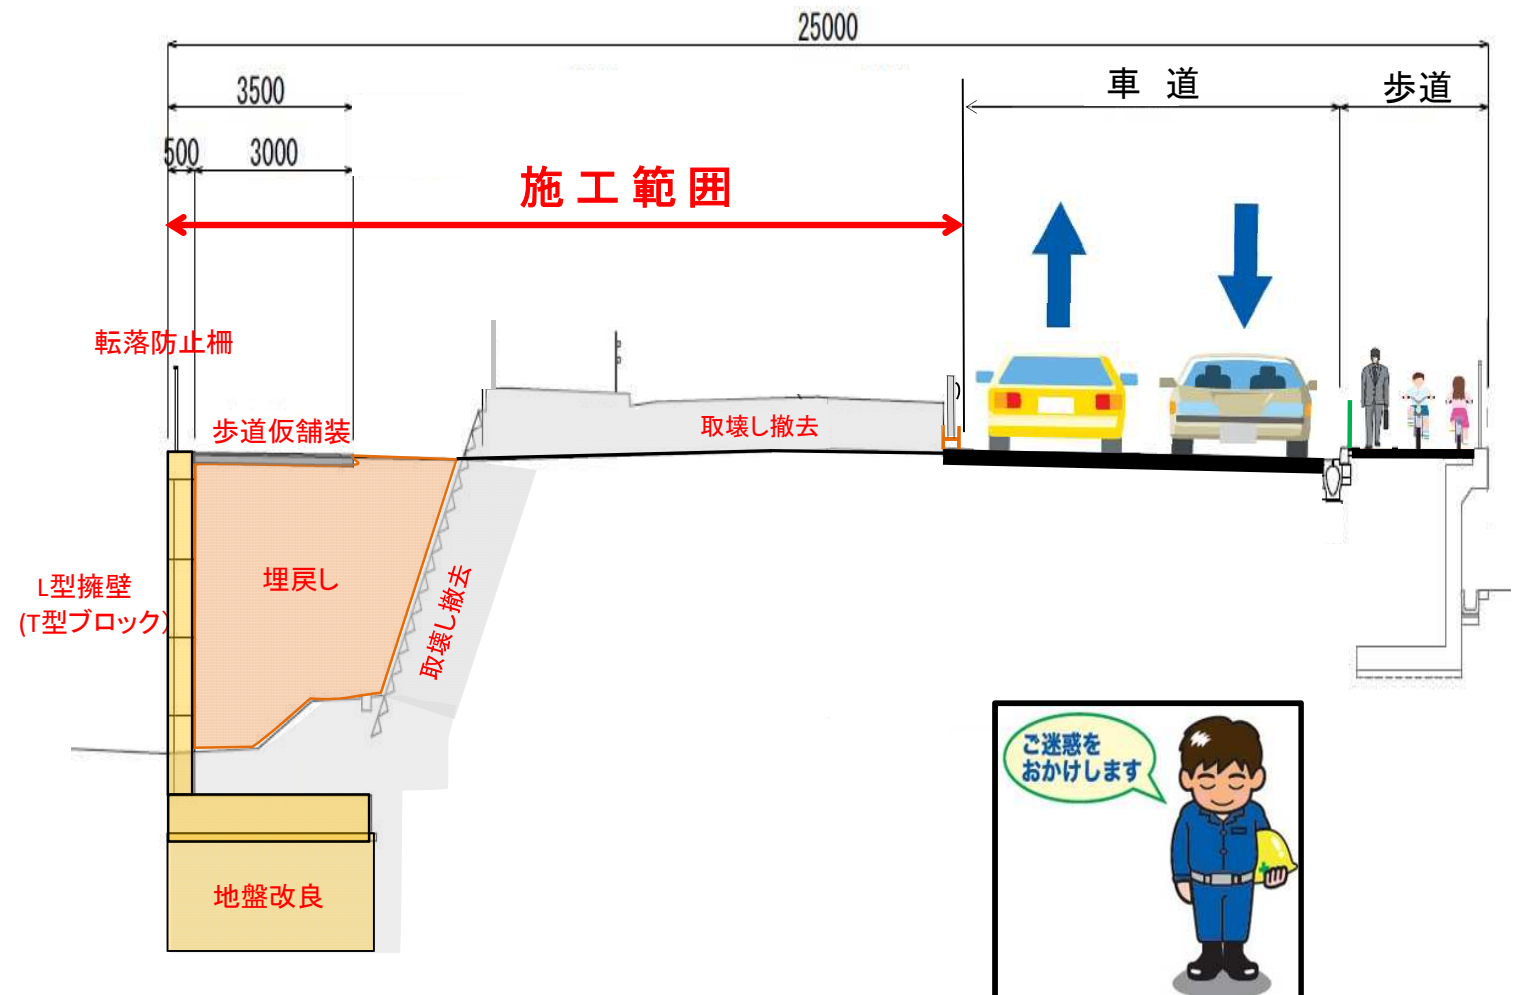 25000
3500
車 道
歩道
500
3000
施工範囲
転落防止柵
歩道仮舗装
取壊し撤去
埋戻し
取壊し撤去
L型擁壁
(T型ブロック)
地盤改良
ご迷惑を
おかけします